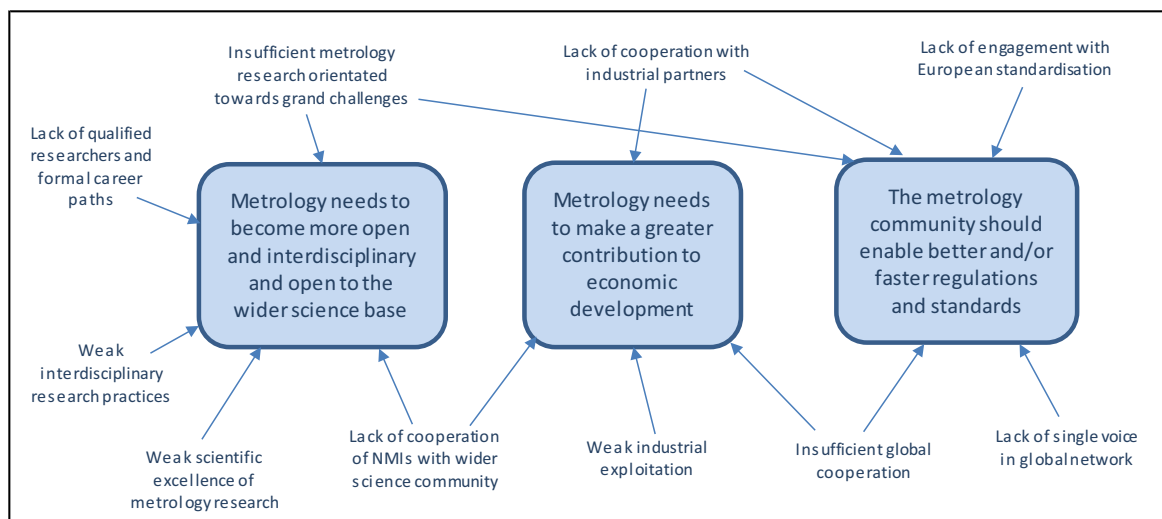 Insufficient metrology
research orientated
towards grand challenges
Lack of cooperation with
industrial partners
Lack of engagement with
European standardisation
Lack of qualified
researchers and
formal career
paths
Metrology needs to
become more open
and interdisciplinary
and open to the
wider science base
Metrology needs
to make a greater
contribution to
economic
development
The metrology
community should
enable better and/or
faster regulations
and standards
Weak
interdisciplinary
research practices
Weak scientific
excellence of
metrology research
Lack of cooperation
of NMIs with wider
science community
Weak industrial
exploitation
Insufficient global
cooperation
Lack of single voice
in global network